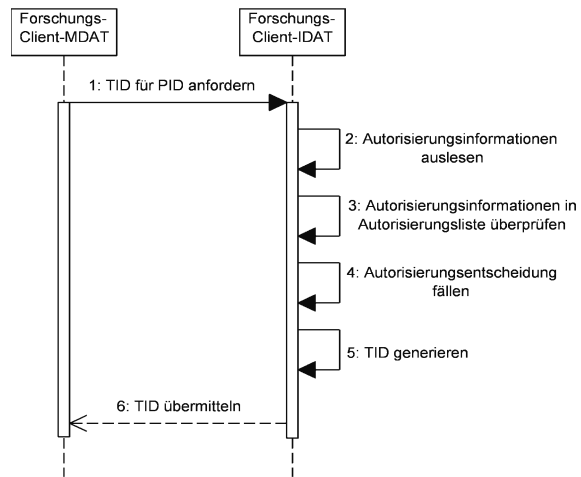 Forschungs-
Client-MDAT
Forschungs-
Client-IDAT
1: TID für PID anfordern
2: Autorisierungsinformationen
auslesen
3: Autorisierungsinformationen in
Autorisierungsliste überprüfen
4: Autorisierungsentscheidung
fällen
5: TID generieren
6: TID übermitteln